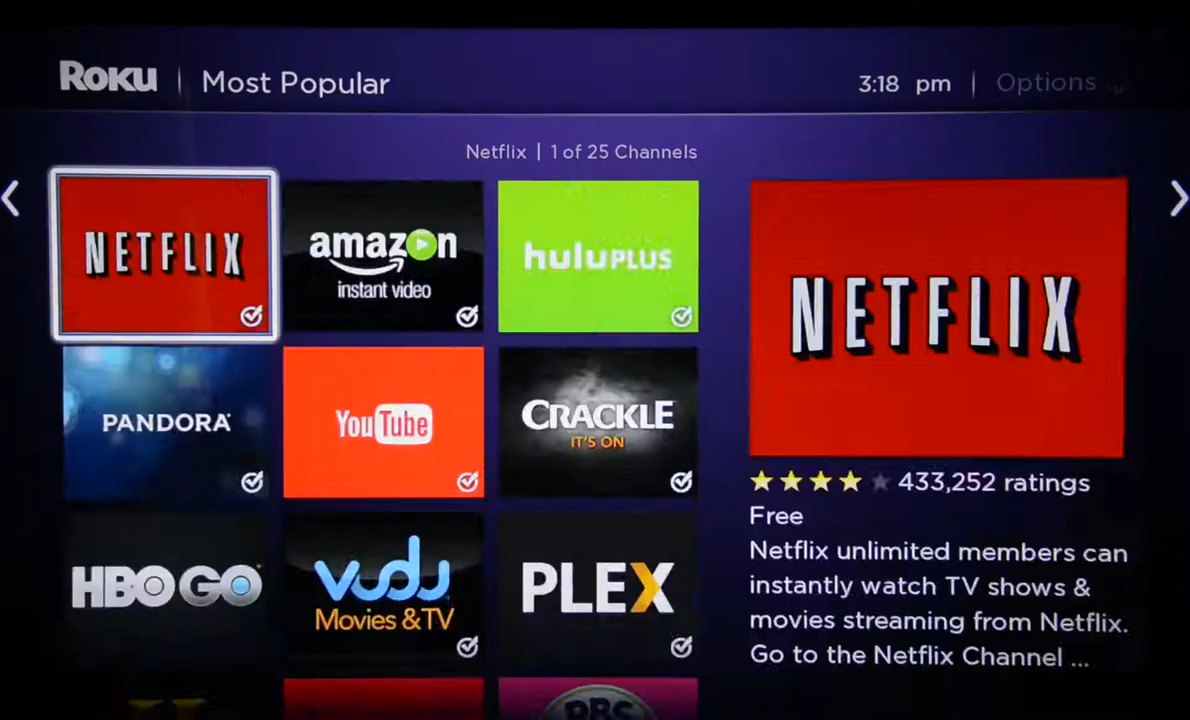 Roku | Most Popular
3:18 pm | Options
Netflix | 1 of 25 Channels
NETFLIX
amazon
instant video
huluPLUS
NETFLIX
PANDORA
YouTube
CRACKLE
IT'S ON
433,252 ratings
Free
Netflix unlimited members can
instantly watch TV shows &
movies streaming from Netflix.
Go to the Netflix Channel ...
HBO GO
vudu
Movies & TV
PLEX
PBS